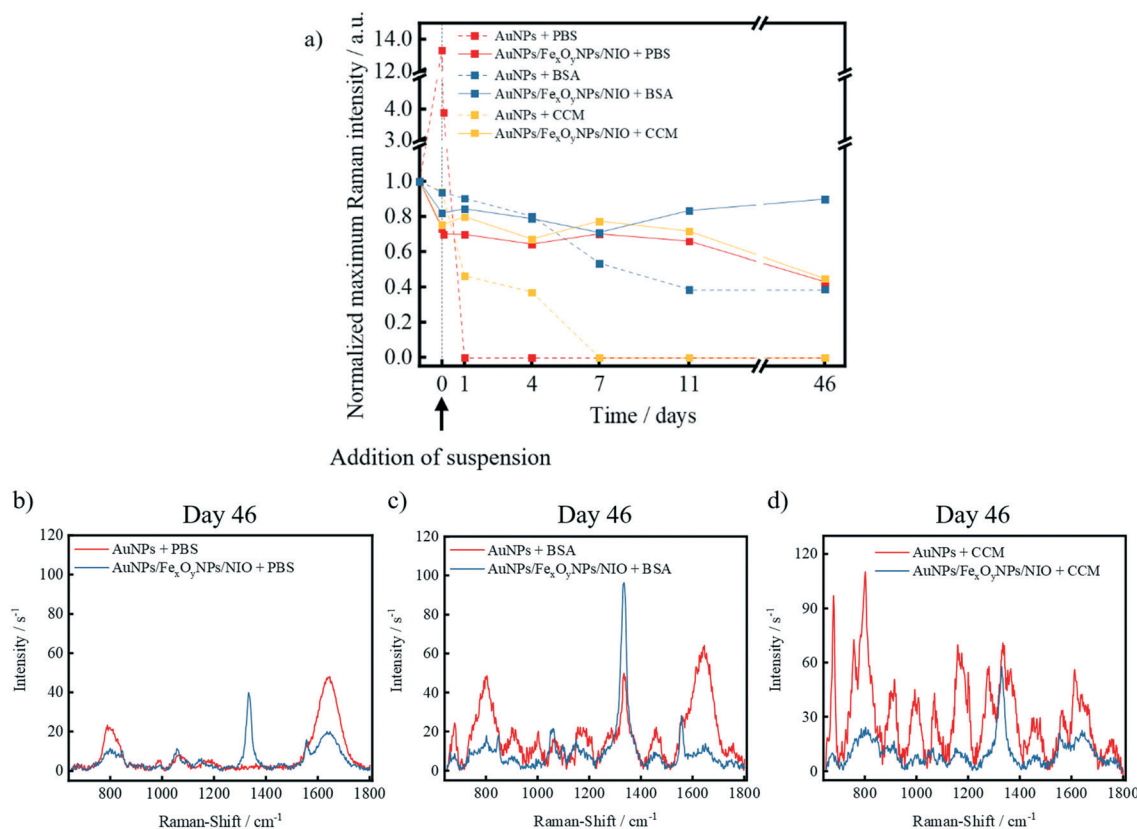 a)
Normalized maximum Raman intensity / a.u.
14.0
12.0
4.0
3.0
1.0
0.8
0.6
0.4
0.2
0.0
AuNPs + PBS
AuNPs/FexOyNPs/NIO + PBS
AuNPs + BSA
AuNPs/FexOyNPs/NIO + BSA
AuNPs + CCM
AuNPs/FexOyNPs/NIO + CCM
0 1 4 7 11 46
Time / days
Addition of suspension
b)
Day 46
Intensity / s-1
120
100
80
60
40
20
0
AuNPs + PBS
AuNPs/FexOyNPs/NIO + PBS
800 1000 1200 1400 1600 1800
Raman-Shift / cm-1
c)
Day 46
Intensity / s-1
120
100
80
60
40
20
0
AuNPs + BSA
AuNPs/FexOyNPs/NIO + BSA
800 1000 1200 1400 1600 1800
Raman-Shift / cm-1
d)
Day 46
Intensity / s-1
120
90
60
30
0
AuNPs + CCM
AuNPs/FexOyNPs/NIO + CCM
800 1000 1200 1400 1600 1800
Raman-Shift / cm-1